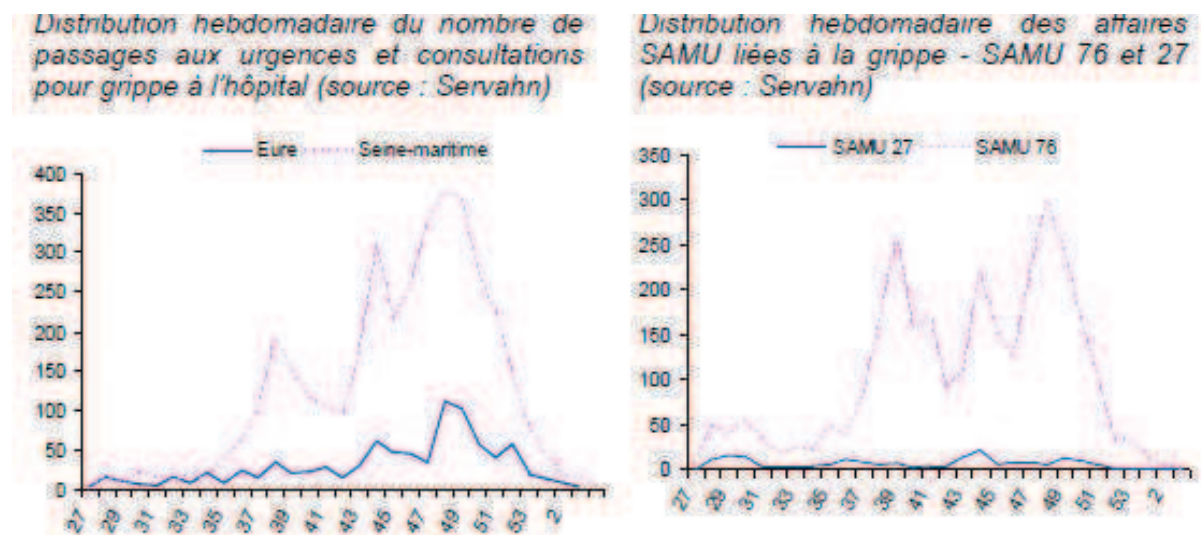 Distribution hebdomadaire du nombre de
passages aux urgences et consultations
pour grippe à l'hôpital (source : Servahn)
Eure Seine-maritime
400
350
300
250
200
150
100
50
0
27 29 31 33 35 37 39 41 43 45 47 49 51 53 2
Distribution hebdomadaire des affaires
SAMU liées à la grippe - SAMU 76 et 27
(source : Servahn)
SAMU 27 SAMU 76
350
300
250
200
150
100
50
0
27 29 31 33 35 37 39 41 43 45 47 49 51 53 2